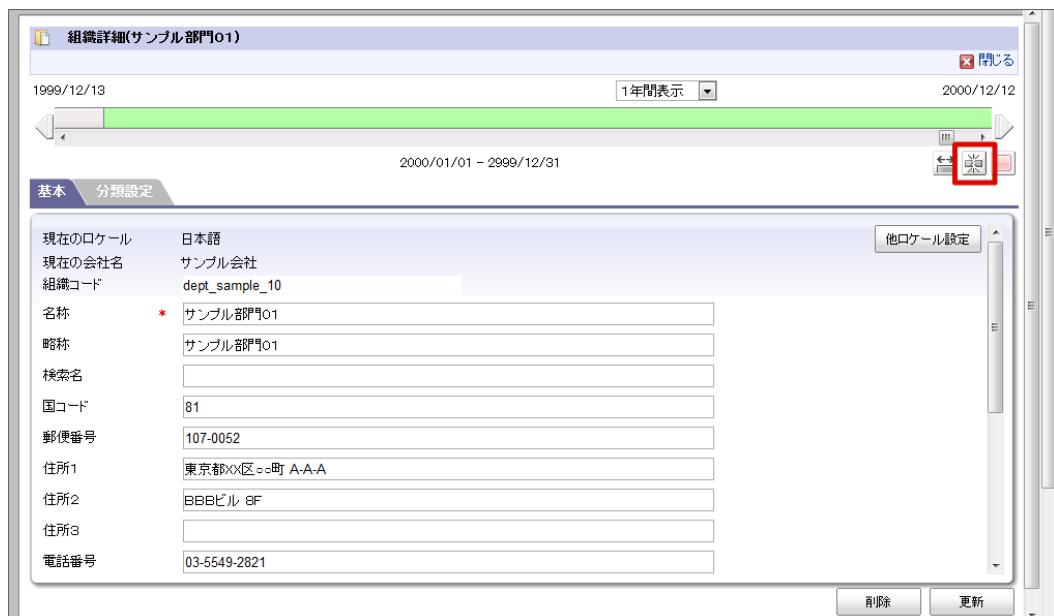 組織詳細(サンプル部門01)
閉じる
1999/12/13 1年間表示 2000/12/12
2000/01/01 - 2999/12/31
基本 分類設定
現在のロケール 日本語 他ロケール設定
現在の会社名 サンプル会社
組織コード dept_sample_10
名称 * サンプル部門01
略称 サンプル部門01
検索名
国コード 81
郵便番号 107-0052
住所1 東京都XX区○○町 A-A-A
住所2 BBBビル 8F
住所3
電話番号 03-5549-2821
削除 更新